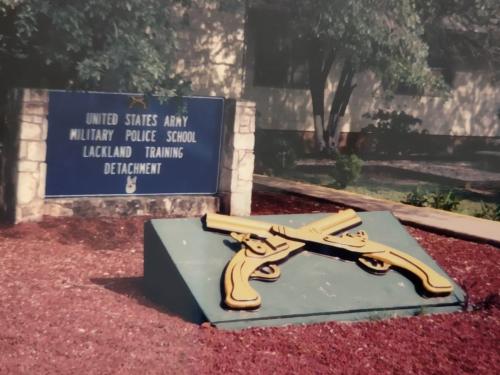 UNITED STATES ARMY
MILITARY POLICE SCHOOL
LACKLAND TRAINING
DETACHMENT